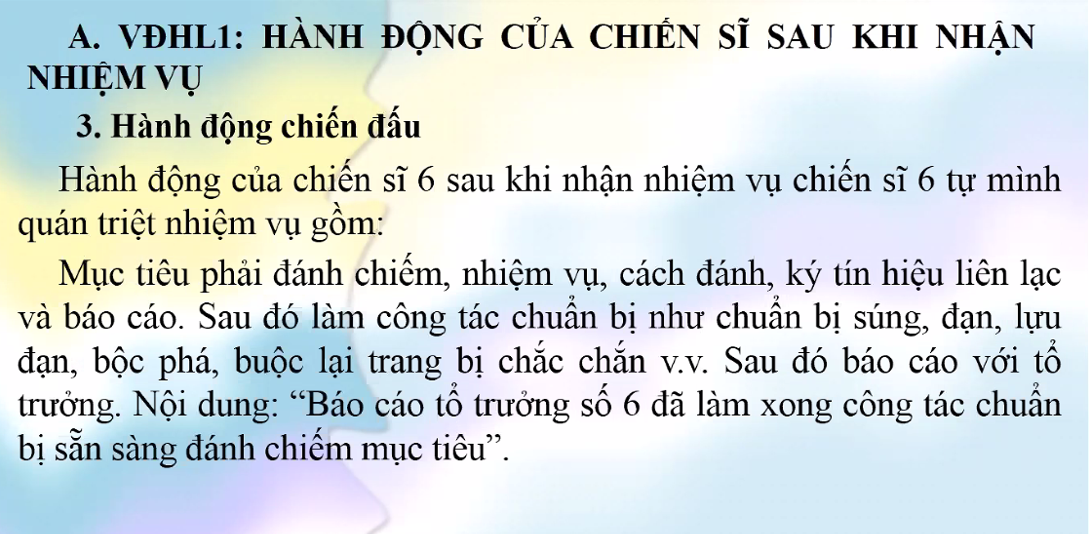 A. VĐHL1: HÀNH ĐỘNG CỦA CHIẾN SĨ SAU KHI NHẬN
NHIỆM VỤ
3. Hành động chiến đấu
Hành động của chiến sĩ 6 sau khi nhận nhiệm vụ chiến sĩ 6 tự mình
quán triệt nhiệm vụ gồm:
Mục tiêu phải đánh chiếm, nhiệm vụ, cách đánh, ký tín hiệu liên lạc
và báo cáo. Sau đó làm công tác chuẩn bị như chuẩn bị súng, đạn, lựu
đạn, bộc phá, buộc lại trang bị chắc chắn v.v. Sau đó báo cáo với tổ
trưởng. Nội dung: “Báo cáo tổ trưởng số 6 đã làm xong công tác chuẩn
bị sẵn sàng đánh chiếm mục tiêu”.